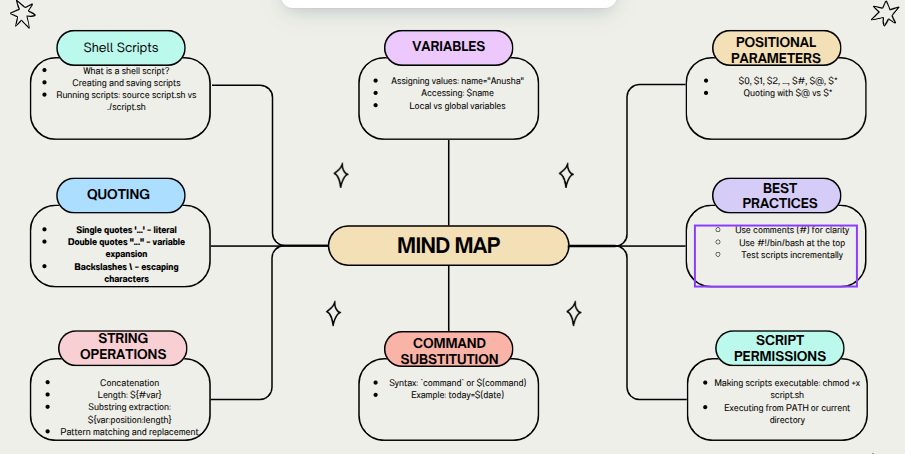 Shell Scripts
What is a shell script?
Creating and saving scripts
Running scripts: source script.sh vs
./script.sh
VARIABLES
Assigning values: name="Anusha"
Accessing: $name
Local vs global variables
POSITIONAL
PARAMETERS
$0, $1, $2, .., $#, $@, $*
Quoting with $@ vs $*
QUOTING
Single quotes '...' – literal
Double quotes "..." – variable
expansion
Backslashes \ – escaping
characters
MIND MAP
BEST
PRACTICES
Use comments (#) for clarity
Use #!/bin/bash at the top
Test scripts incrementally
STRING
OPERATIONS
Concatenation
Length: ${#var}
Substring extraction:
${var:position:length}
Pattern matching and replacement
COMMAND
SUBSTITUTION
Syntax: `command` or $(command)
Example: today=$(date)
SCRIPT
PERMISSIONS
Making scripts executable: chmod +x
script.sh
Executing from PATH or current
directory